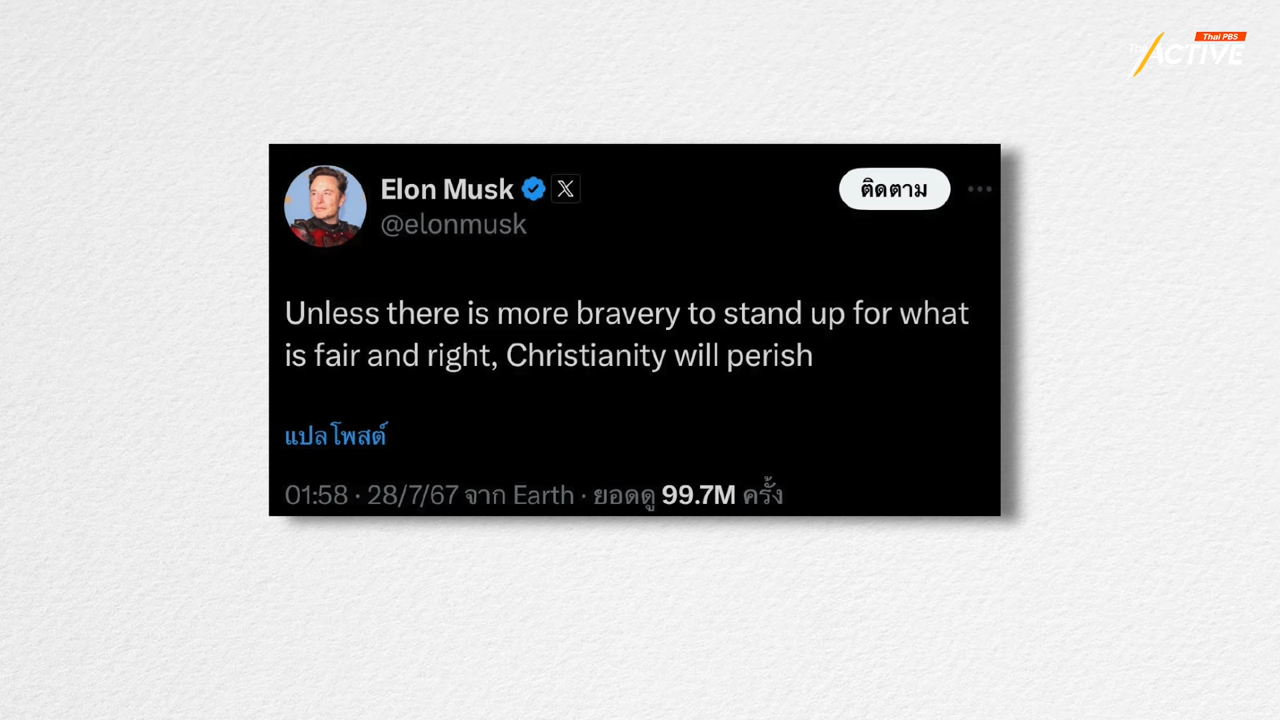 Thai PBS
The ACTIVE
Elon Musk
ติดตาม
@elonmusk
Unless there is more bravery to stand up for what
is fair and right, Christianity will perish
แปลโพสต์
01:58 · 28/7/67 จาก Earth · ยอดดู 99.7M ครั้ง